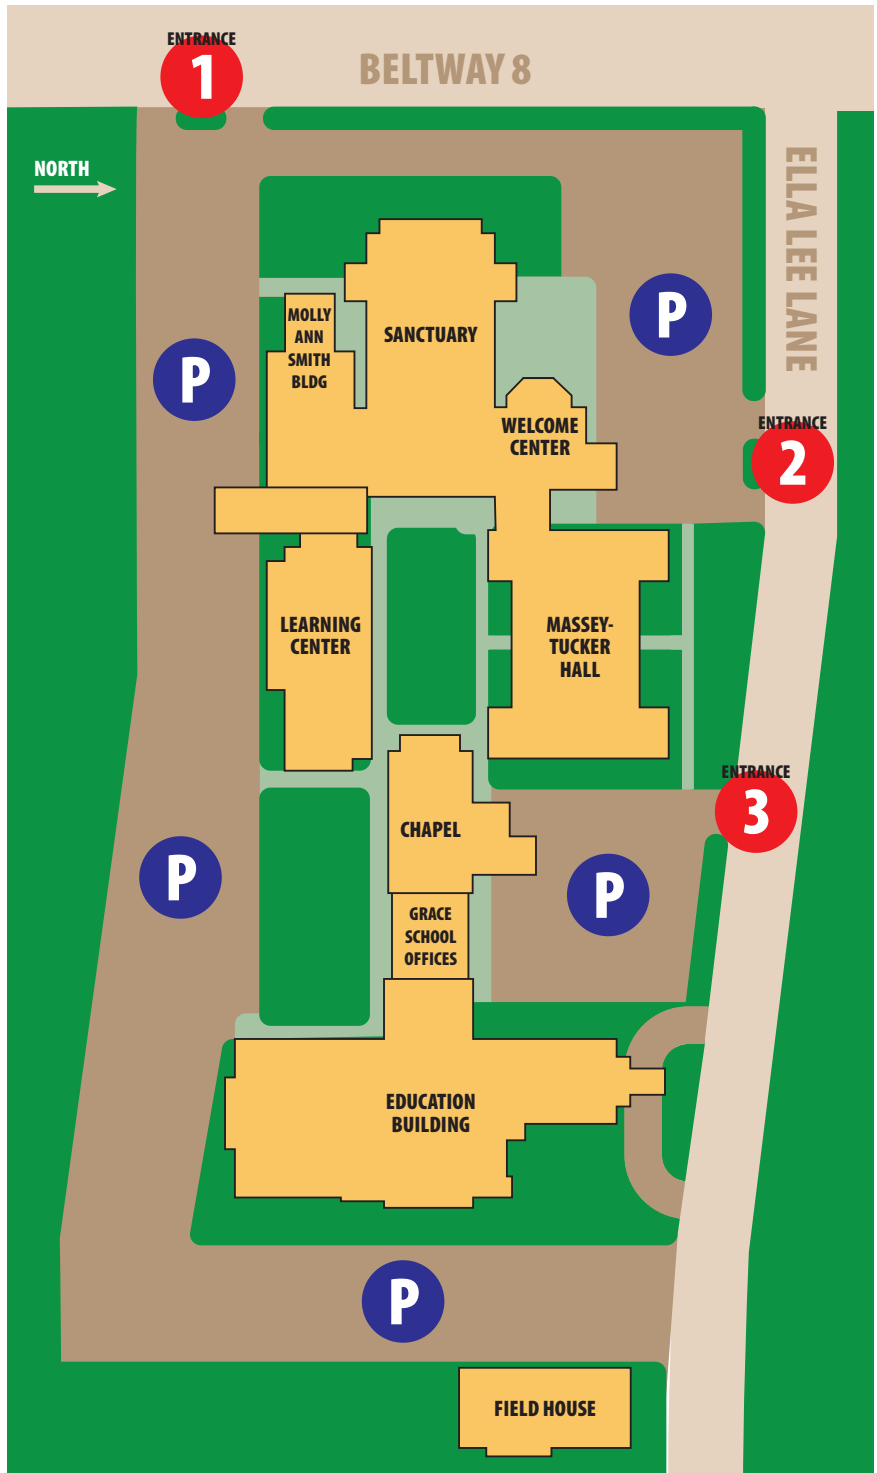 ENTRANCE
1
BELTWAY 8
NORTH
ELLA LEE LANE
P
MOLLY
ANN
SMITH
BLDG
SANCTUARY
P
WELCOME
CENTER
ENTRANCE
2
LEARNING
CENTER
MASSEY-
TUCKER
HALL
ENTRANCE
3
CHAPEL
P
P
GRACE
SCHOOL
OFFICES
EDUCATION
BUILDING
P
FIELD HOUSE